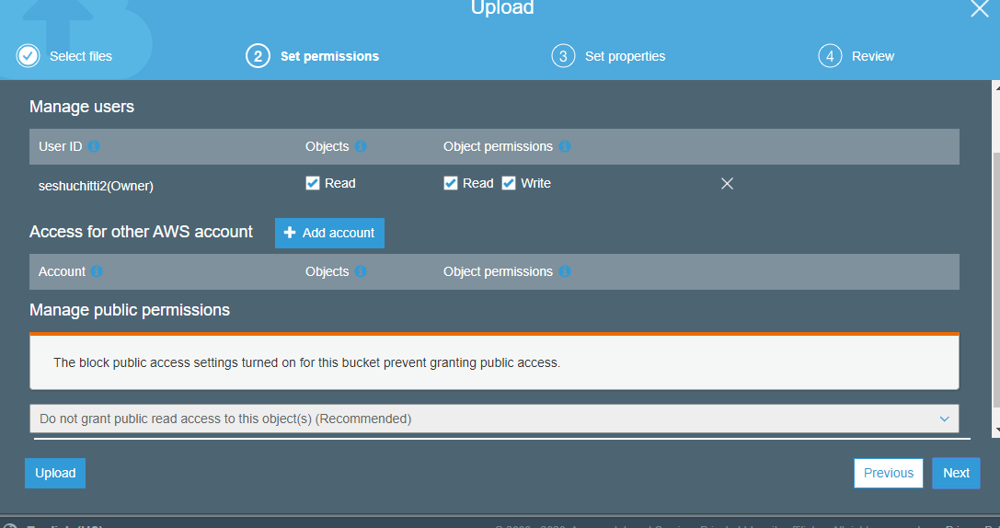 Upload
Select files
2 Set permissions
3 Set properties
4 Review
Manage users
User ID Objects Object permissions
seshuchitti2(Owner) Read Read Write
Access for other AWS account + Add account
Account Objects Object permissions
Manage public permissions
The block public access settings turned on for this bucket prevent granting public access.
Do not grant public read access to this object(s) (Recommended)
Upload Previous Next